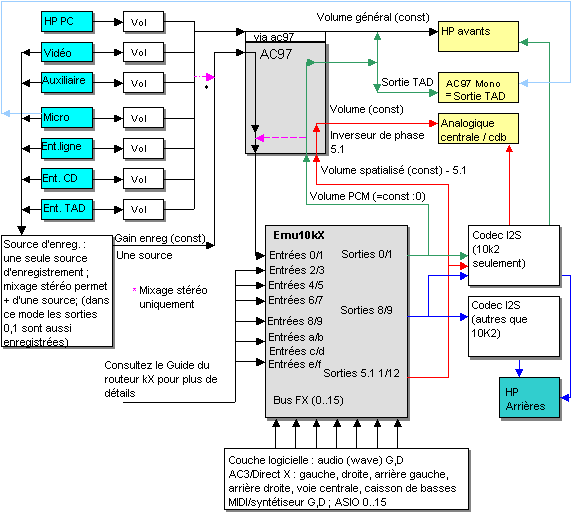 HP PC
Vol
Vidéo
Vol
Auxiliaire
Vol
Micro
Vol
Ent.ligne
Vol
Ent. CD
Vol
Ent. TAD
Vol
via ac97
AC97
Volume général (const)
HP avants
Sortie TAD
AC97 Mono
= Sortie TAD
Volume (const)
Analogique
centrale / cdb
Inverseur de phase
5.1
Volume spatialisé (const) - 5.1
Volume PCM (=const :0)
*
Source d'enreg. :
une seule source
d'enregistrement ;
mixage stéréo permet
+ d'une source; (dans
ce mode les sorties
0,1 sont aussi
enregistrées)
Gain enreg (const)
Une source
* Mixage stéréo
uniquement
Emu10kX
Entrées 0/1
Entrées 2/3
Entrées 4/5
Entrées 6/7
Entrées 8/9
Entrées a/b
Entrées c/d
Entrées e/f
Sorties 0/1
Sorties 8/9
Sorties 5.1 1/12
Bus FX (0..15)
Codec I2S
(10k2
seulement)
Codec I2S
(autres que
10K2)
HP
Arrières
Consultez le Guide du
routeur kX pour plus de
détails
Couche logicielle : audio (wave) G,D
AC3/Direct X : gauche, droite, arrière gauche,
arrière droite, voie centrale, caisson de basses
MIDI/syntétiseur G,D ; ASIO 0..15